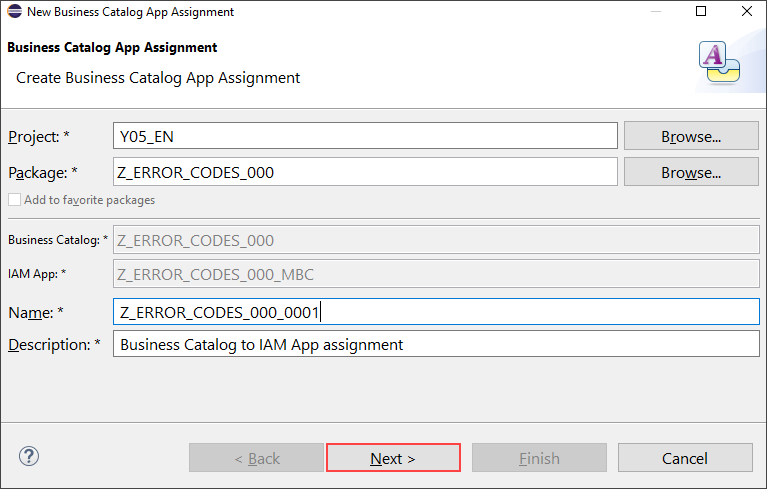 New Business Catalog App Assignment
Business Catalog App Assignment
Create Business Catalog App Assignment
A
Project: * Y05_EN Browse...
Package: * Z_ERROR_CODES_000 Browse...
Add to favorite packages
Business Catalog: * Z_ERROR_CODES_000
IAM App: * Z_ERROR_CODES_000_MBC
Name: * Z_ERROR_CODES_000_0001
Description: * Business Catalog to IAM App assignment
? < Back Next > Finish Cancel